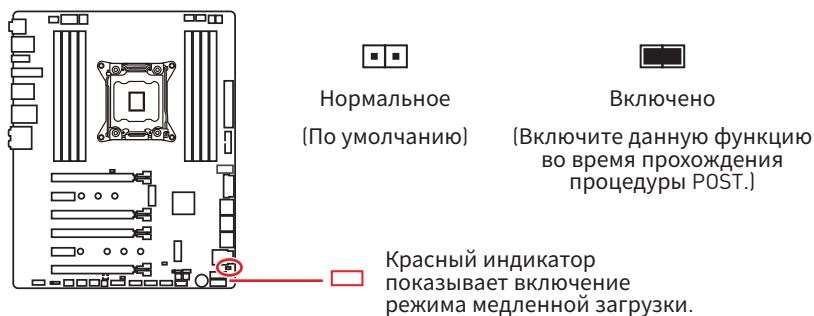 Нормальное
(По умолчанию)
Включено
(Включите данную функцию
во время прохождения
процедуры POST.)
Красный индикатор
показывает включение
режима медленной загрузки.